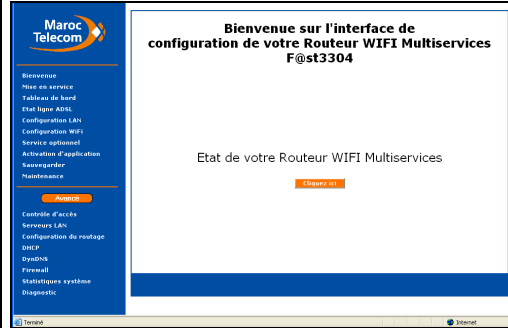 Maroc
Telecom
Bienvenue
Mise en service
Tableau de bord
Etat ligne ADSL
Configuration LAN
Configuration WiFi
Service optionnel
Activation d'application
Sauvegarder
Maintenance
Avancé
Contrôle d'accès
Serveurs LAN
Configuration du routage
DHCP
DynDNS
Firewall
Statistiques système
Diagnostic
Bienvenue sur l'interface de
configuration de votre Routeur WIFI Multiservices
F@st3304
Etat de votre Routeur WIFI Multiservices
Cliquez ici
Terminé
Internet